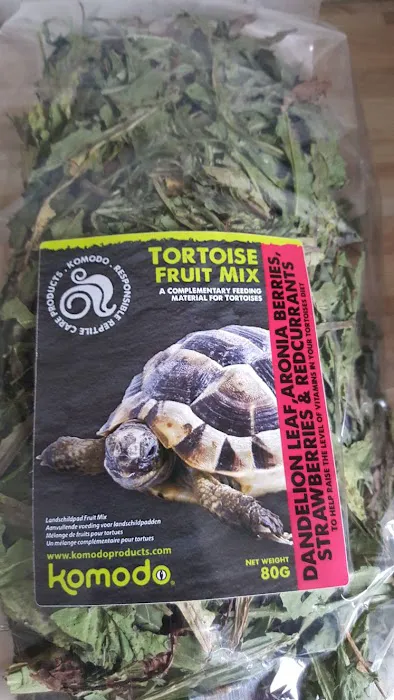 KOMODO . RESPONSIBLE REPTILE CARE PRODUCTS .
TORTOISE
FRUIT MIX
A COMPLEMENTARY FEEDING
MATERIAL FOR TORTOISES
DANDELION LEAF, ARONIA BERRIES,
STRAWBERRIES & REDCURRANTS
TO HELP RAISE THE LEVEL OF VITAMINS IN YOUR TORTOISES DIET
Landschildpad Fruit Mix
Aanvullende voeding voor landschildpadden
Mélange de fruits pour tortues
Un mélange complémentaire pour tortues
www.komodoproducts.com
komodo
NET WEIGHT
80G